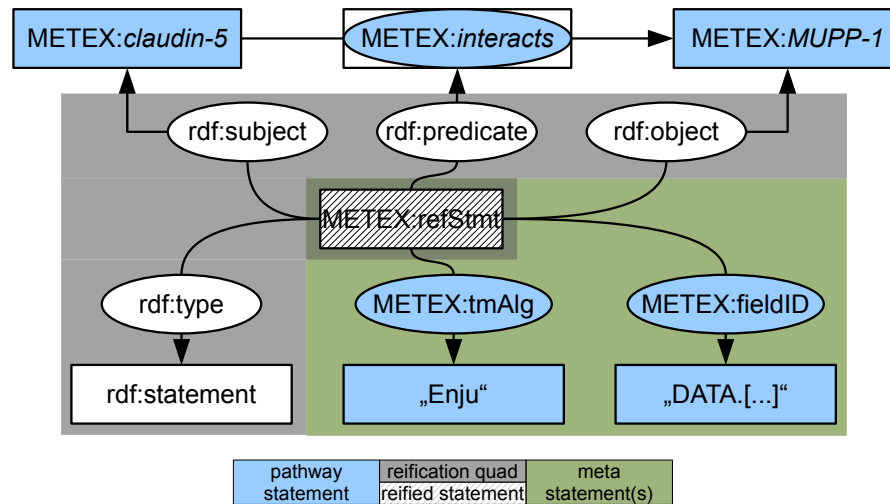 METEX:claudin-5 METEX:interacts METEX:MUPP-1
rdf:subject rdf:predicate rdf:object
METEX:refStmt
rdf:type METEX:tmAlg METEX:fieldID
rdf:statement „Enju“ „DATA.[...]“
pathway statement
reification quad
reified statement
meta statement(s)